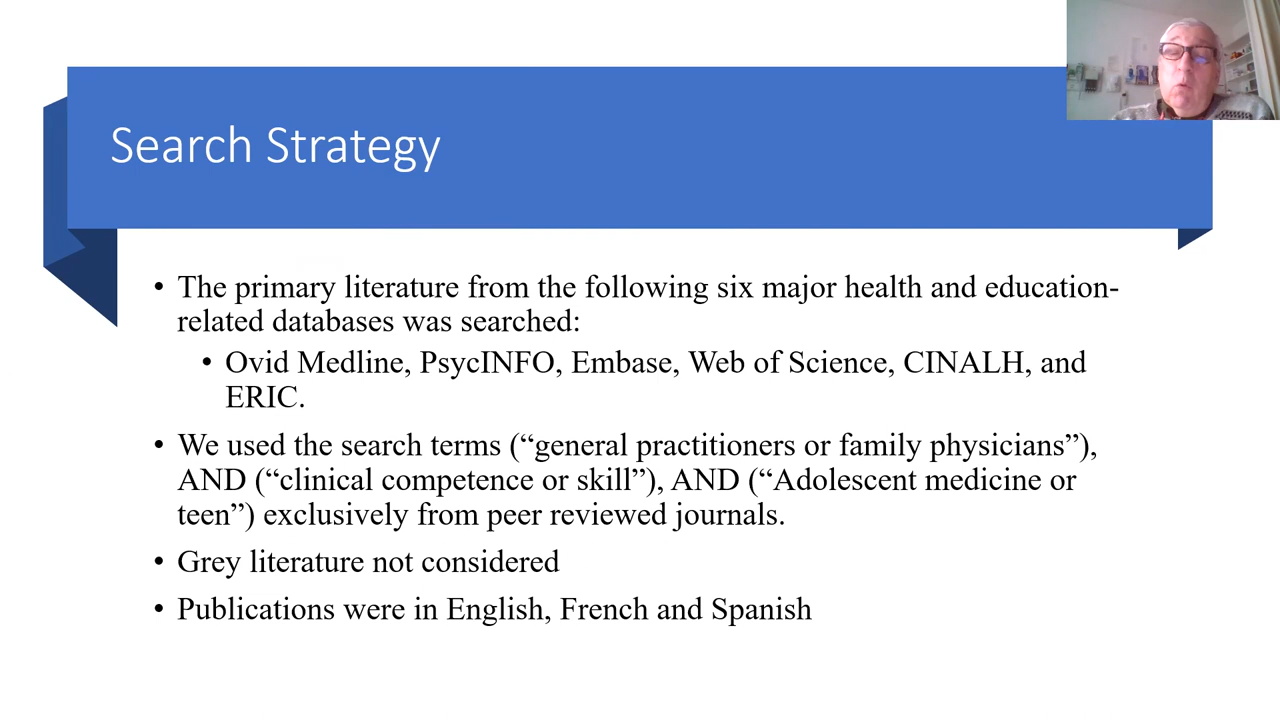 Search Strategy
• The primary literature from the following six major health and education-
related databases was searched:
• Ovid Medline, PsycINFO, Embase, Web of Science, CINALH, and
ERIC.
• We used the search terms (“general practitioners or family physicians”),
AND (“clinical competence or skill”), AND (“Adolescent medicine or
teen”) exclusively from peer reviewed journals.
• Grey literature not considered
• Publications were in English, French and Spanish